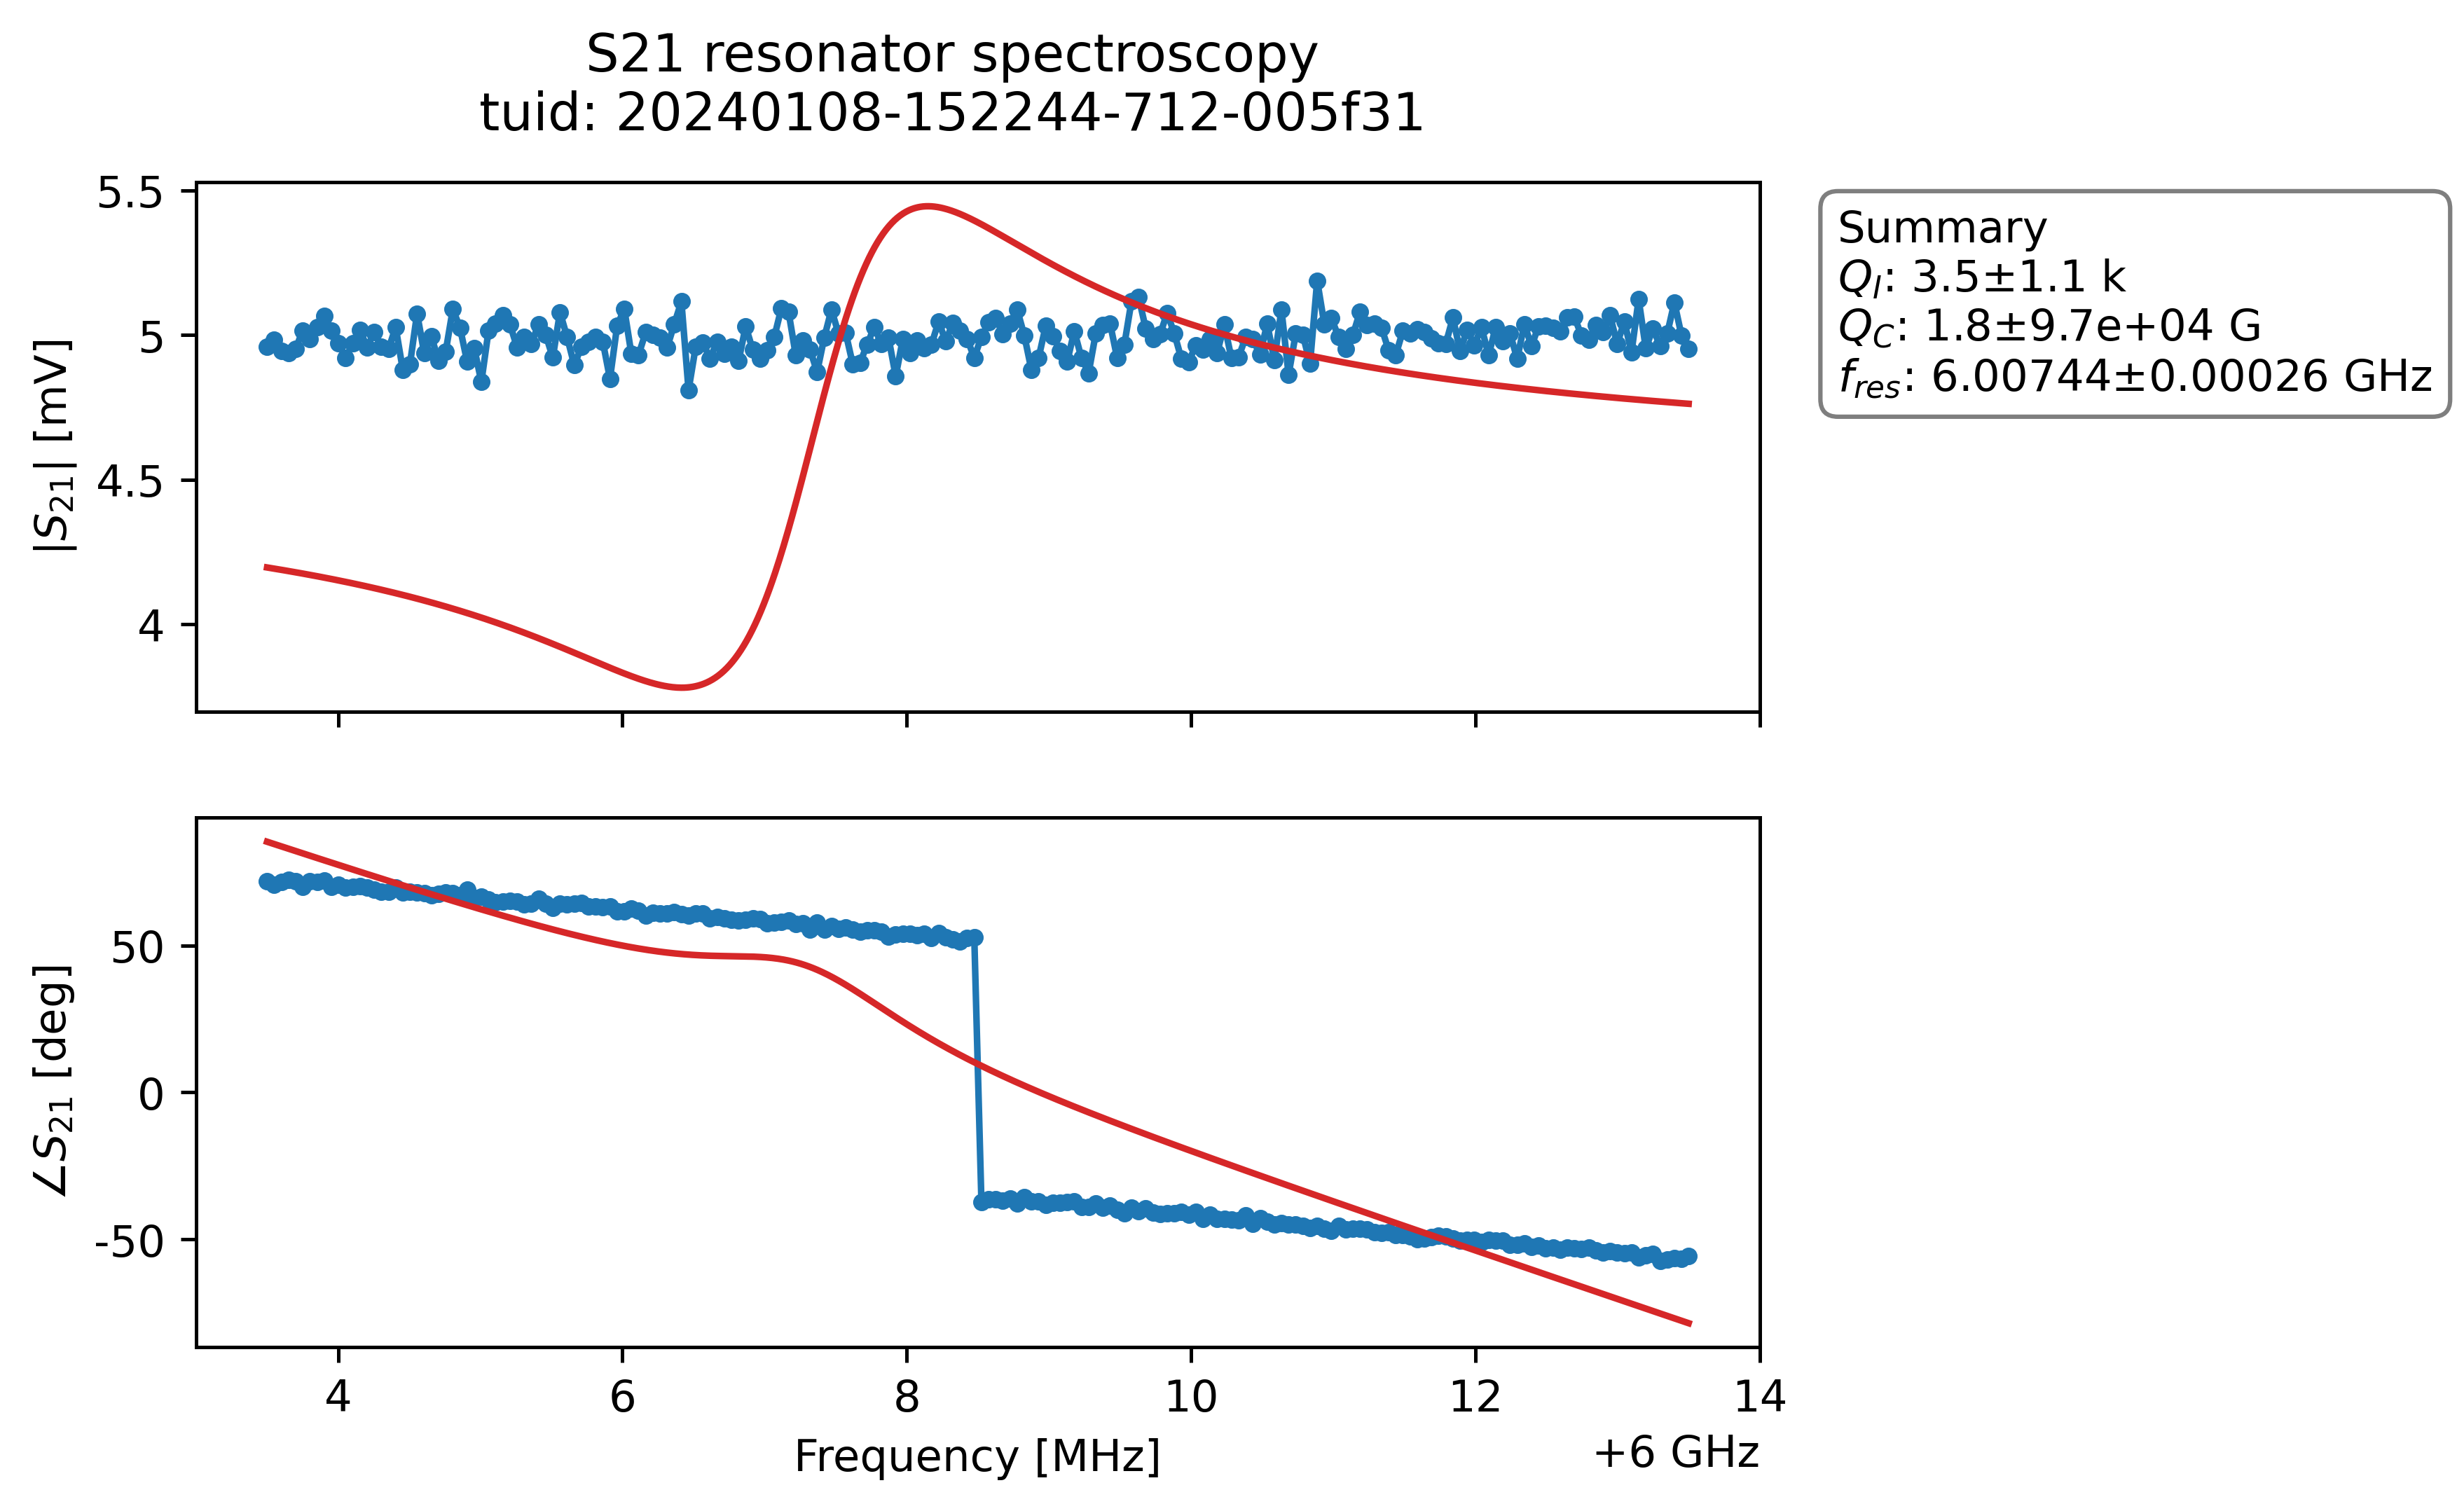 S21 resonator spectroscopy
tuid: 20240108-152244-712-005f31
5.5
5
4.5
4
|S21| [mV]
Summary
QI: 3.5±1.1 k
QC: 1.8±9.7e+04 G
fres: 6.00744±0.00026 GHz
50
0
-50
∠S21 [deg]
4 6 8 10 12 14
Frequency [MHz]
+6 GHz